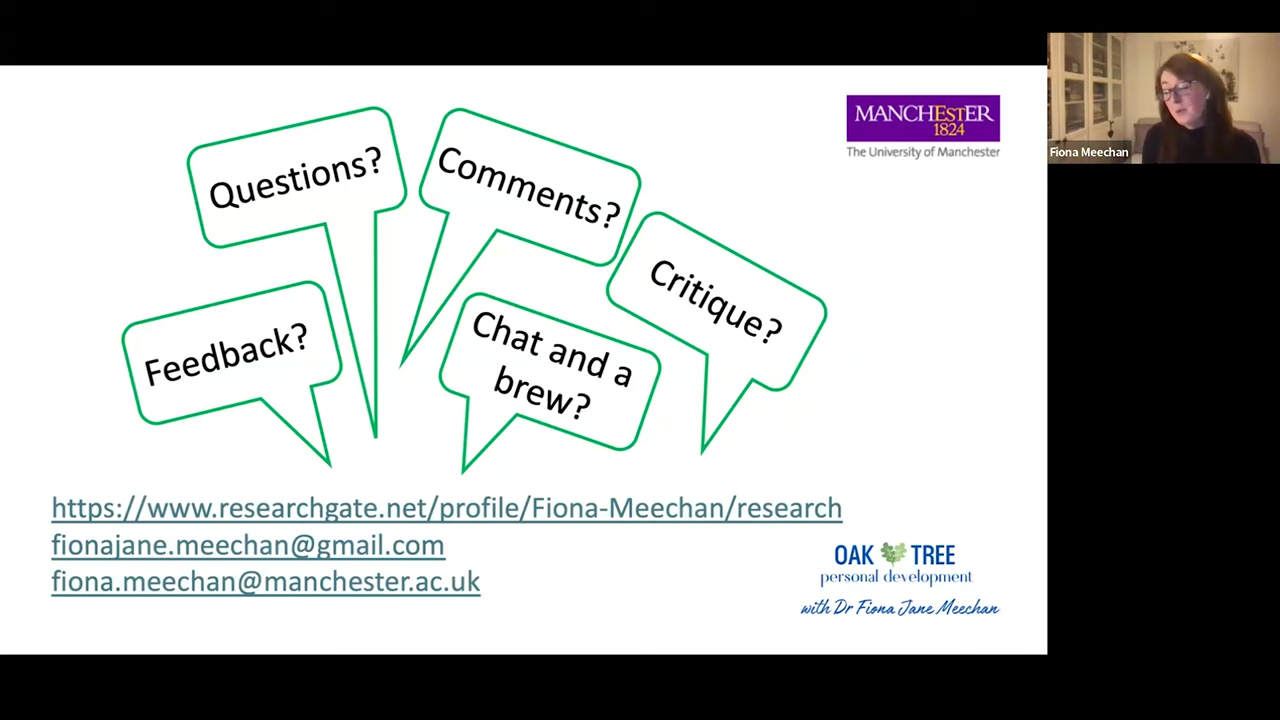 Questions?
Comments?
Critique?
Feedback?
Chat and a
brew?
MANCHESTER
1824
The University of Manchester
Fiona Meechan
https://www.researchgate.net/profile/Fiona-Meechan/research
fionajane.meechan@gmail.com
fiona.meechan@manchester.ac.uk
OAK TREE
personal development
with Dr Fiona Jane Meechan